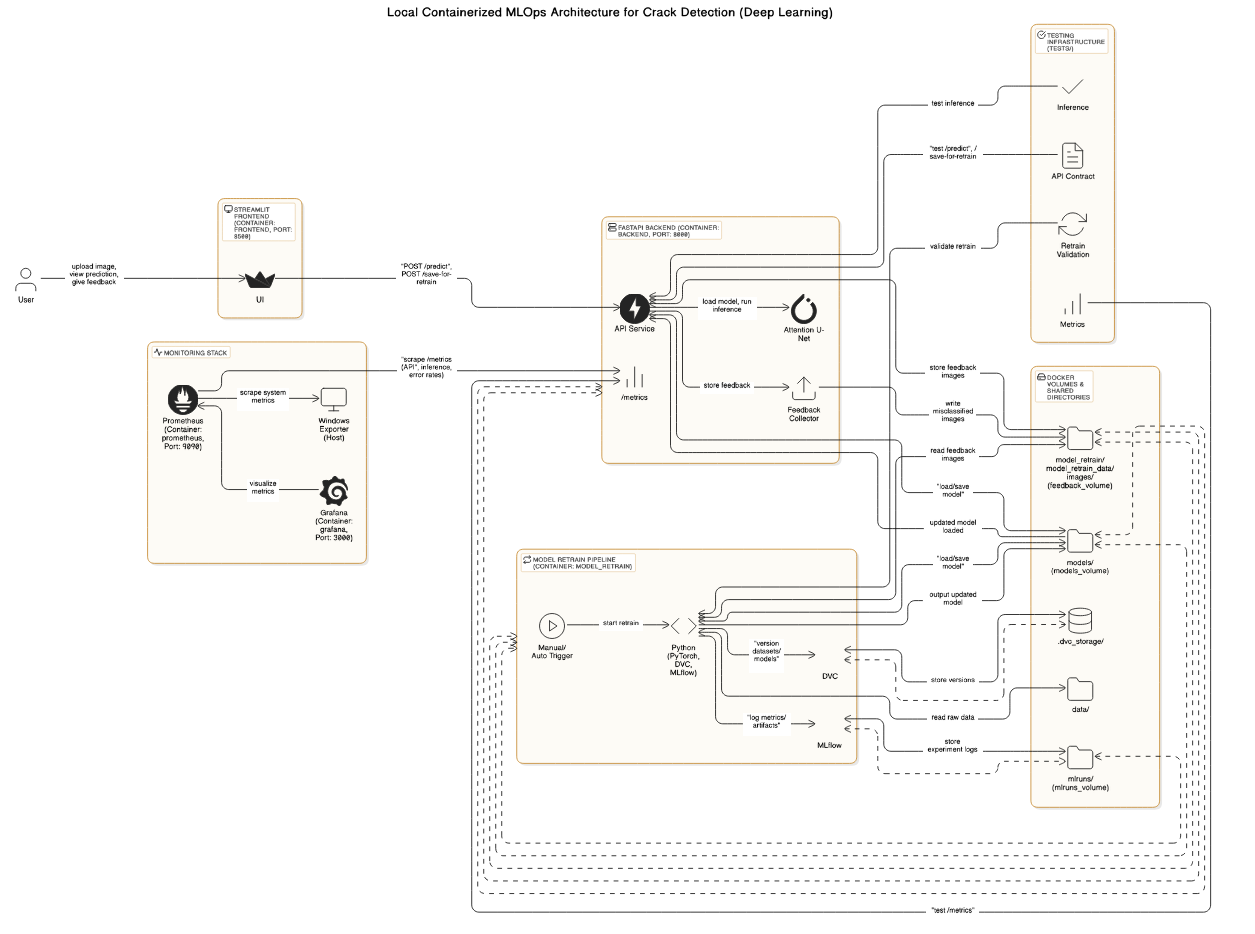 Local Containerized MLOps Architecture for Crack Detection (Deep Learning)
TESTING
INFRASTRUCTURE
(TESTS/)
Inference
test inference
"test /predict", /
save-for-retrain
API Contract
validate retrain
Retrain
Validation
Metrics
STREAMLIT
FRONTEND
(CONTAINER:
FRONTEND, PORT:
8500)
upload image,
view prediction,
give feedback
User
UI
"POST /predict",
POST /save-for-
retrain
FASTAPI BACKEND (CONTAINER:
BACKEND, PORT: 8000)
API Service
load model, run
inference
Attention U-
Net
/metrics
store feedback
Feedback
Collector
MONITORING STACK
"scrape /metrics
(API", inference,
error rates)
Prometheus
(Container:
prometheus,
Port: 9090)
scrape system
metrics
Windows
Exporter
(Host)
visualize
metrics
Grafana
(Container:
grafana,
Port: 3000)
DOCKER
VOLUMES &
SHARED
DIRECTORIES
store feedback
images
write
misclassified
images
read feedback
images
model_retrain/
model_retrain_data/
images/
(feedback_volume)
"load/save
model"
updated model
loaded
"load/save
model"
output updated
model
models/
(models_volume)
MODEL RETRAIN PIPELINE
(CONTAINER: MODEL_RETRAIN)
Manual/
Auto Trigger
start retrain
Python
(PyTorch,
DVC,
MLflow)
"version
datasets/
models"
DVC
"log metrics/
artifacts"
MLflow
.dvc_storage/
store versions
data/
read raw data
store
experiment logs
mlruns/
(mlruns_volume)
"test /metrics"